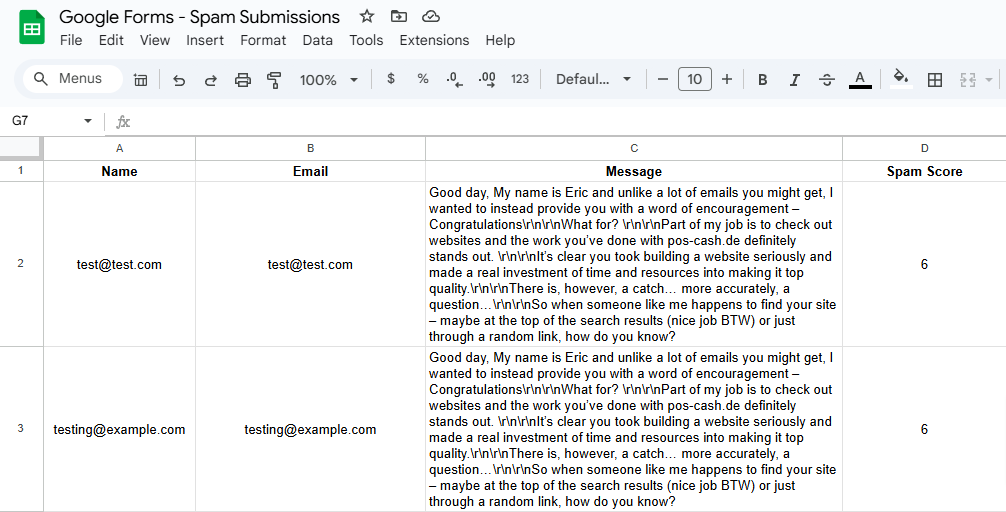 Google Forms - Spam Submissions
File Edit View Insert Format Data Tools Extensions Help
Menus 100% $ % .0 .00 123 Defaul... 10 B I A
G7 fx
A B C D
1 Name Email Message Spam Score
2 test@test.com test@test.com 6
Good day, My name is Eric and unlike a lot of emails you might get, I
wanted to instead provide you with a word of encouragement –
Congratulations\r\n\r\nWhat for? \r\n\r\nPart of my job is to check out
websites and the work you've done with pos-cash.de definitely
stands out. \r\n\r\nIt's clear you took building a website seriously and
made a real investment of time and resources into making it top
quality.\r\n\r\nThere is, however, a catch… more accurately, a
question…\r\n\r\nSo when someone like me happens to find your site
– maybe at the top of the search results (nice job BTW) or just
through a random link, how do you know?
3 testing@example.com testing@example.com 6
Good day, My name is Eric and unlike a lot of emails you might get, I
wanted to instead provide you with a word of encouragement –
Congratulations\r\n\r\nWhat for? \r\n\r\nPart of my job is to check out
websites and the work you've done with pos-cash.de definitely
stands out. \r\n\r\nIt's clear you took building a website seriously and
made a real investment of time and resources into making it top
quality.\r\n\r\nThere is, however, a catch… more accurately, a
question…\r\n\r\nSo when someone like me happens to find your site
– maybe at the top of the search results (nice job BTW) or just
through a random link, how do you know?